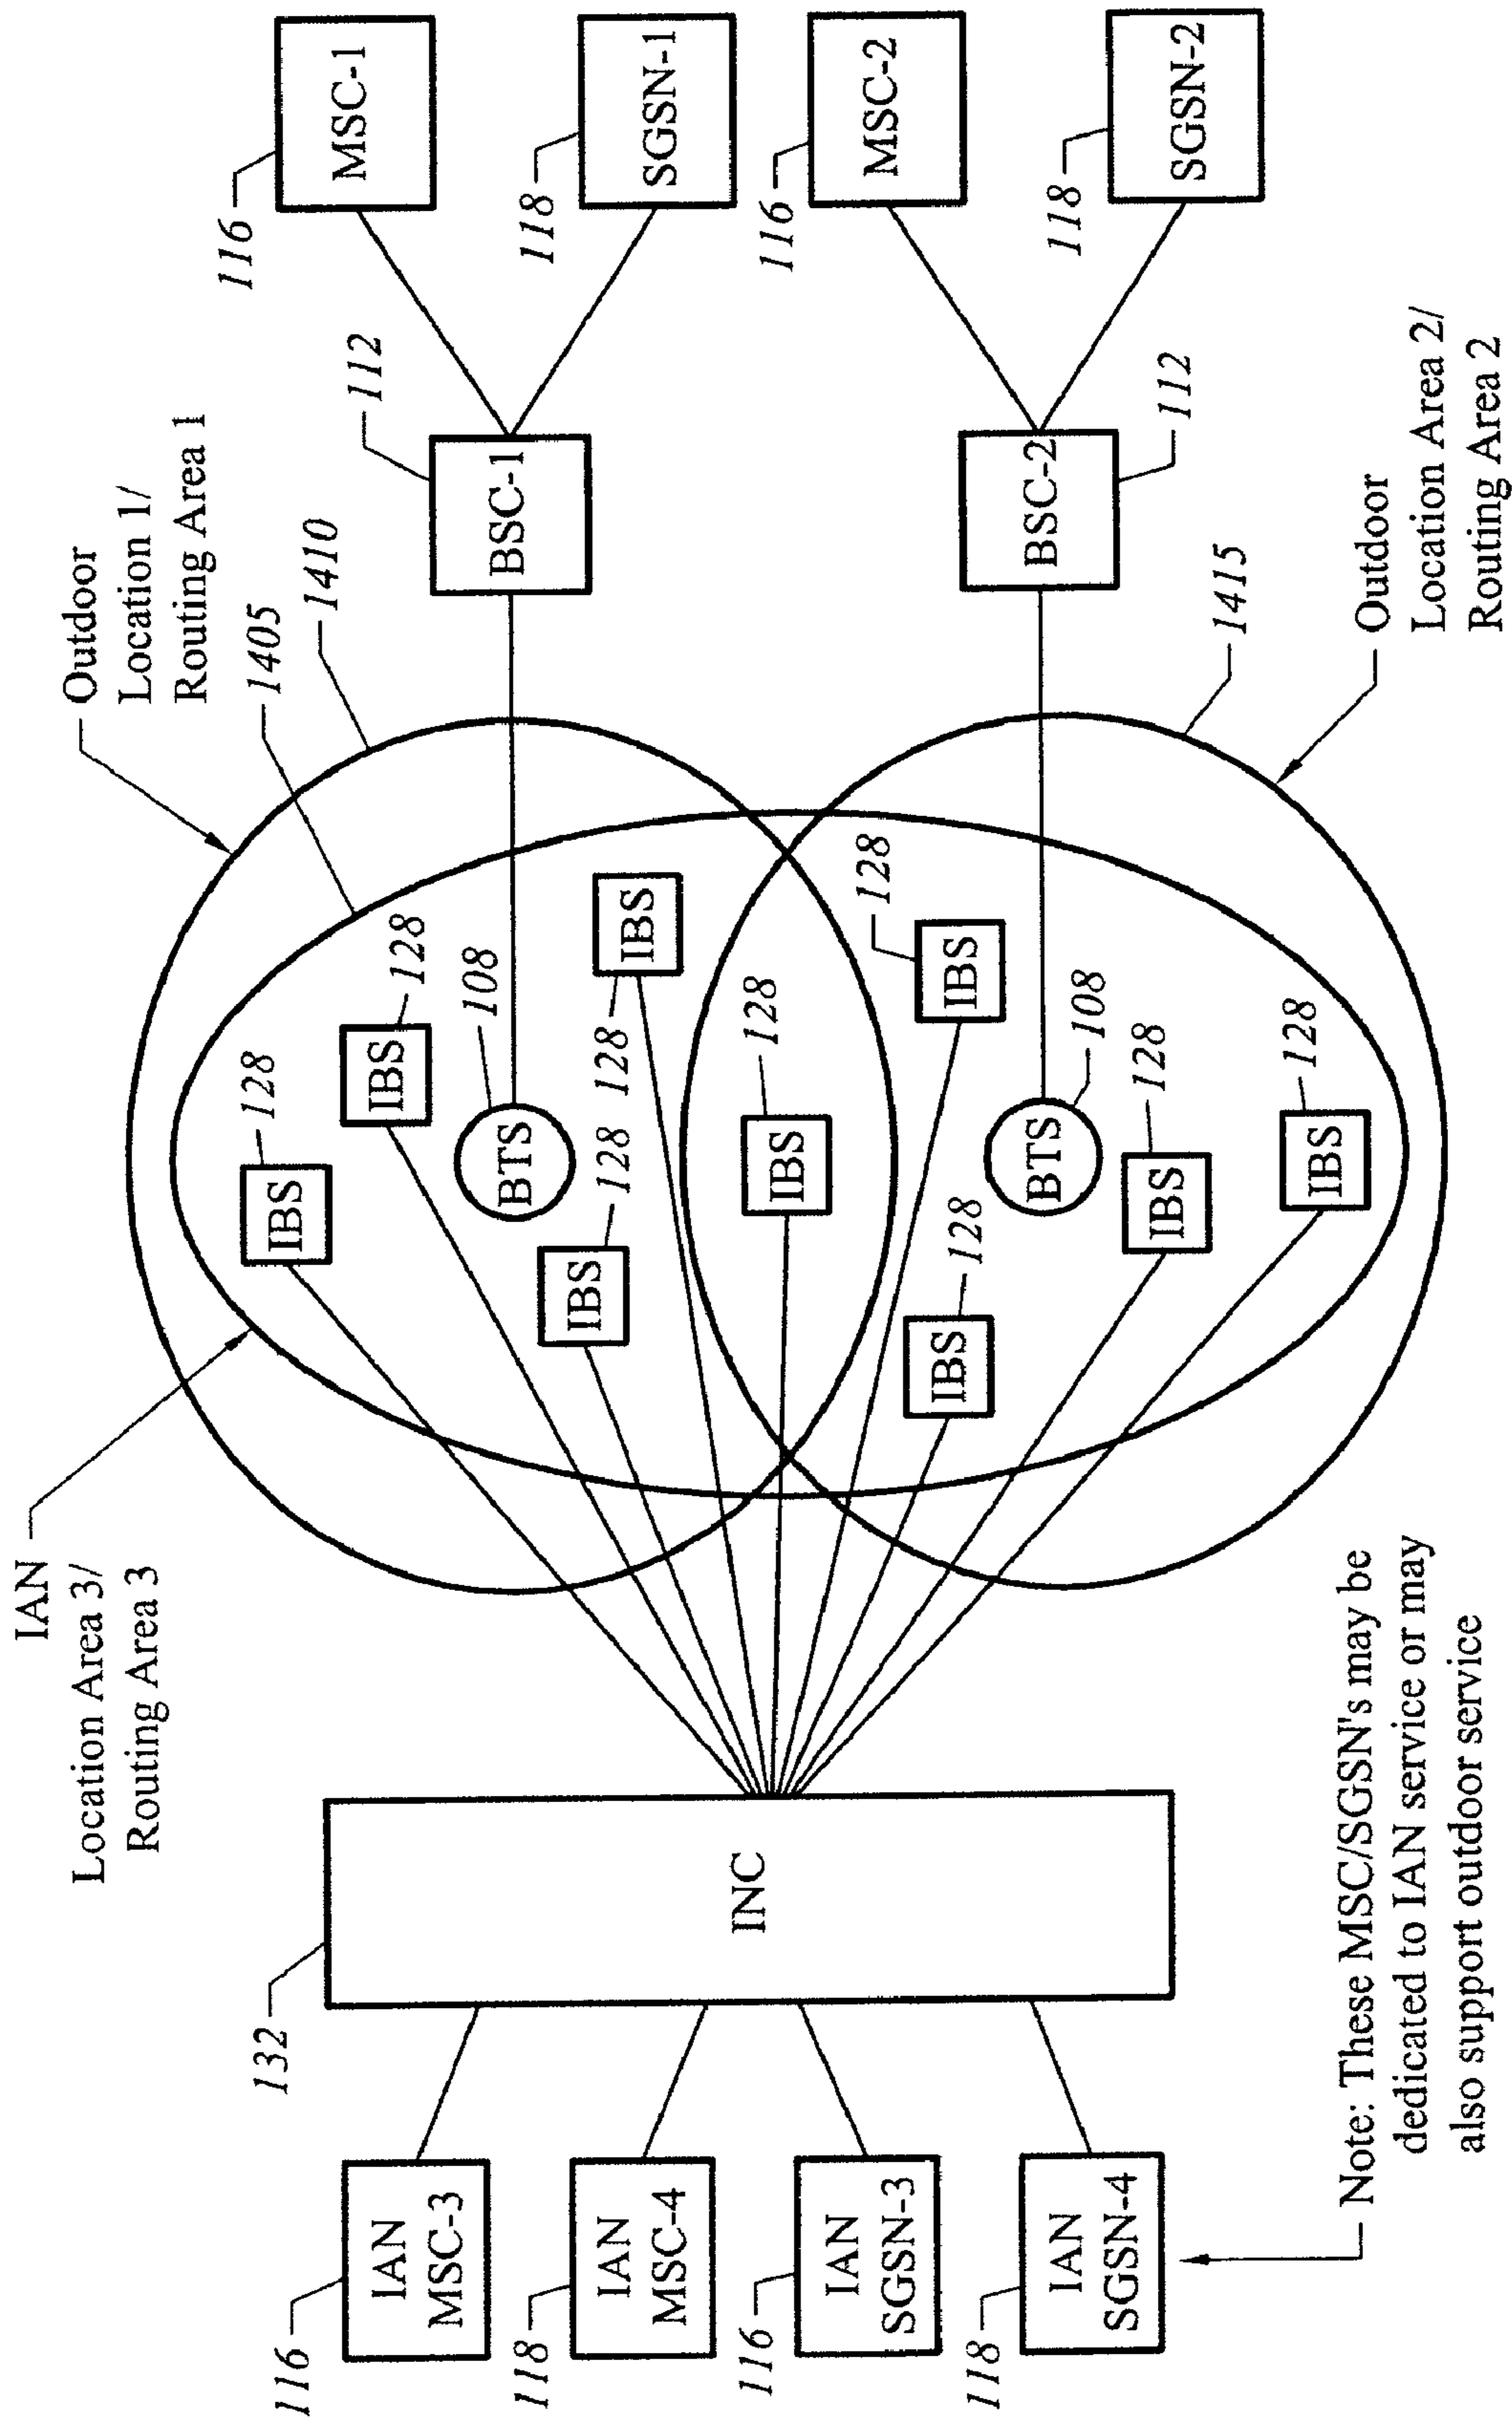 IAN
Location Area 3/
Routing Area 3
Outdoor
Location 1/
Routing Area 1
1405
1410
132
116
IAN
MSC-3
118
IAN
MSC-4
116
IAN
SGSN-3
118
IAN
SGSN-4
INC
128
IBS
128
IBS
108
BTS
128
IBS
128
IBS
128
IBS
128
IBS
128
IBS
108
BTS
128
IBS
128
IBS
112
BSC-1
116
MSC-1
118
SGSN-1
BSC-2
112
116
MSC-2
118
SGSN-2
1415
Outdoor
Location Area 2/
Routing Area 2
Note: These MSC/SGSN's may be
dedicated to IAN service or may
also support outdoor service